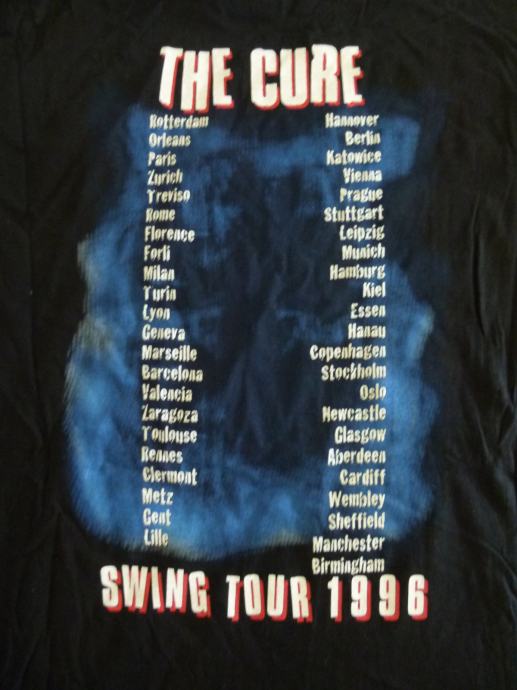 THE CURE
Rotterdam
Orleans
Paris
Zurich
Treviso
Rome
Florence
Forli
Milan
Turin
Lyon
Geneva
Marseille
Barcelona
Valencia
Zaragoza
Toulouse
Rennes
Clermont
Metz
Gent
Lille
Hannover
Berlin
Katowice
Vienna
Prague
Stuttgart
Leipzig
Munich
Hamburg
Kiel
Essen
Hanau
Copenhagen
Stockholm
Oslo
Newcastle
Glasgow
Aberdeen
Cardiff
Wembley
Sheffield
Manchester
Birmingham
SWING TOUR 1996